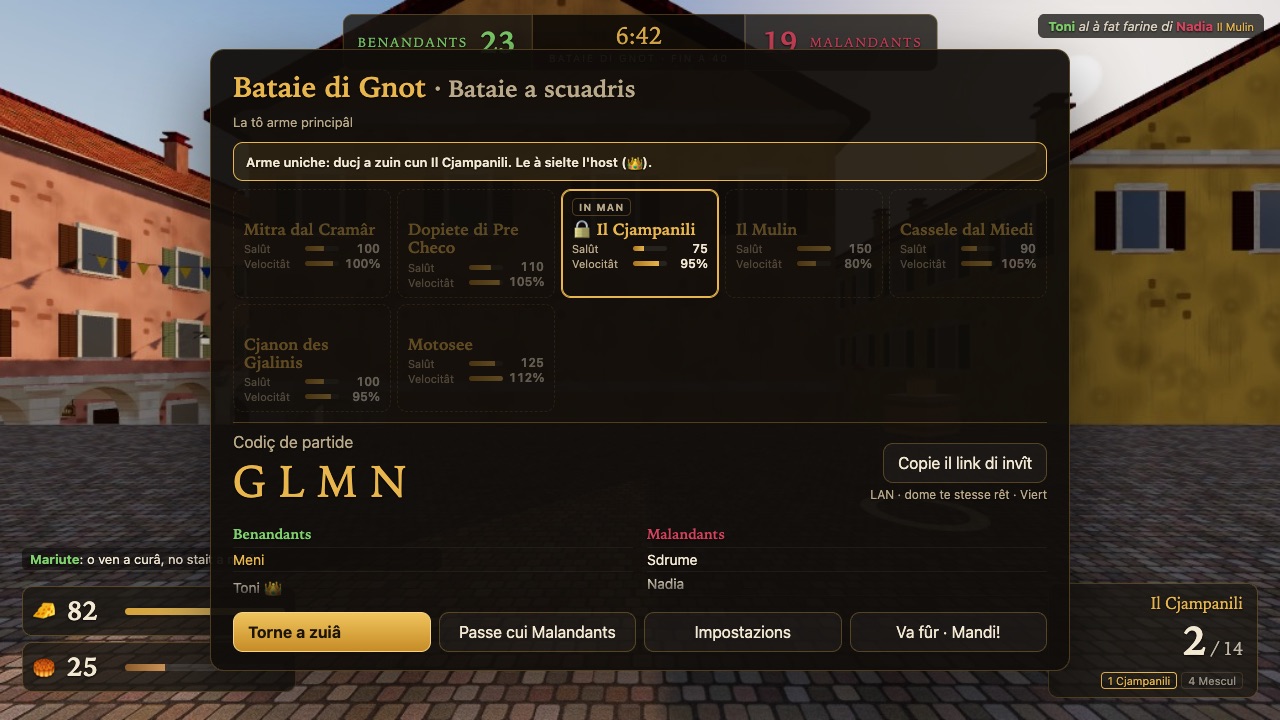 BENANDANTS 23
6:42
19 MALANDANTS
BATAIE DI GNOT · FIN A 80
Toni al à fat farine di Nadia Il Mulin
Bataie di Gnot · Bataie a scuadris
La tô arme principâl
Arme uniche: ducj a zuin cun Il Cjampanili. Le à sielte l'host (👑).
Mitra dal Cramâr
Salût 100
Velocitât 100%
Dopiete di Pre Checo
Salût 110
Velocitât 105%
IN MAN
🔒 Il Cjampanili
Salût 75
Velocitât 95%
Il Mulin
Salût 150
Velocitât 80%
Cassele dal Miedi
Salût 90
Velocitât 105%
Cjanon des Gjalinis
Salût 100
Velocitât 95%
Motosee
Salût 125
Velocitât 112%
Codiç de partide
GLMN
Copie il link di invît
LAN · dome te stesse rêt · Viert
Benandants
Meni
Toni 👑
Malandants
Sdrume
Nadia
Torne a zuiâ
Passe cui Malandants
Impostazions
Va fûr · Mandi!
Mariute: o ven a curâ, no stait a
82
25
Il Cjampanili
2 / 14
1 Cjampanili
4 Mescul